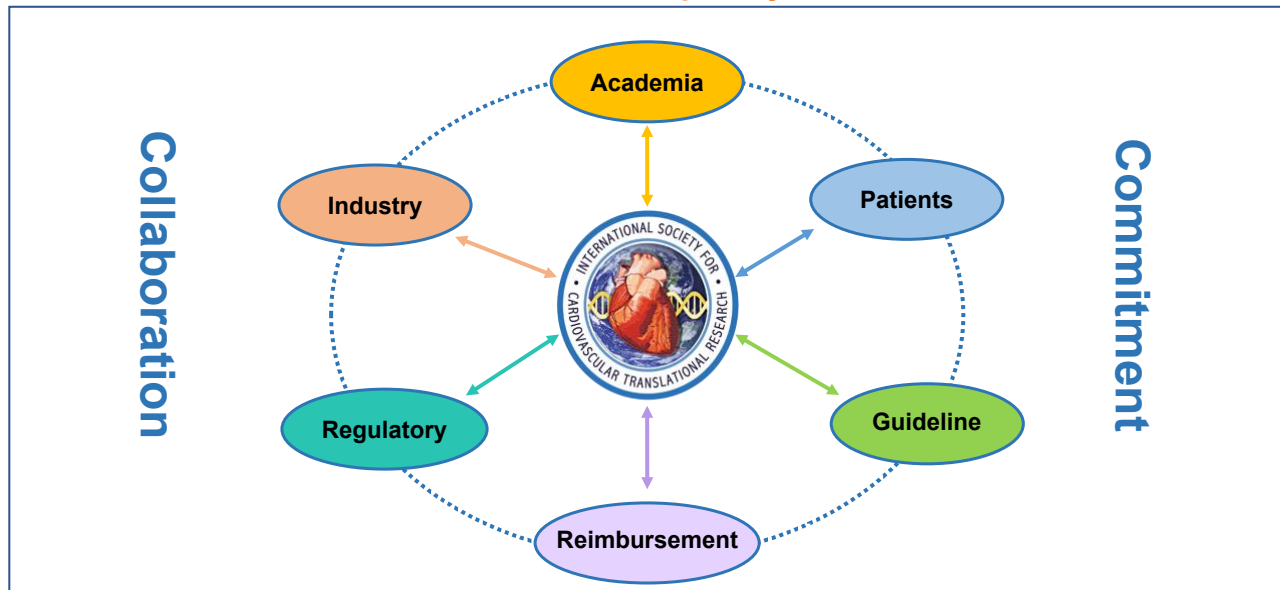 Academia
Collaboration
Commitment
Industry
Patients
• INTERNATIONAL SOCIETY FOR •
CARDIOVASCULAR TRANSLATIONAL RESEARCH
Regulatory
Guideline
Reimbursement